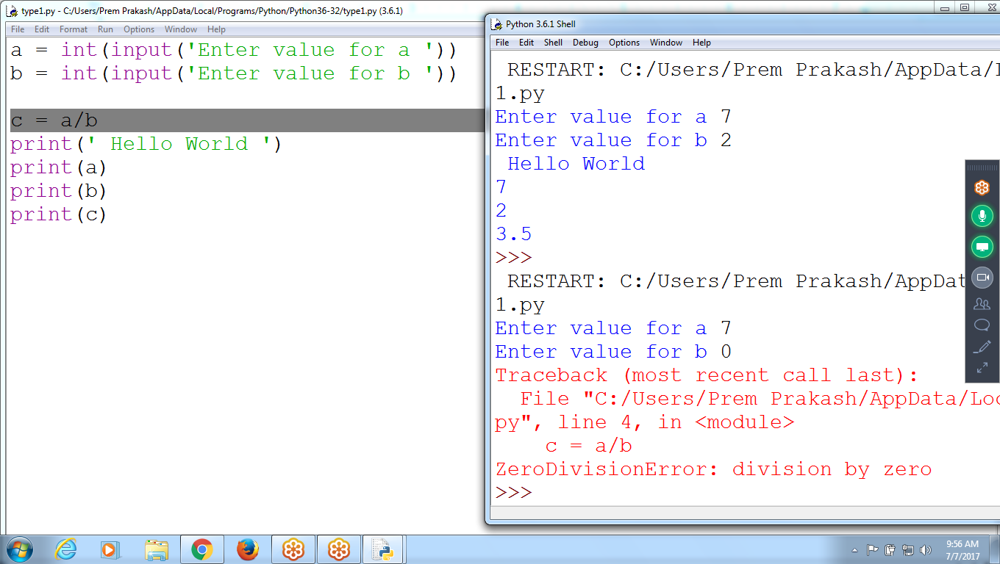 type1.py - C:/Users/Prem Prakash/AppData/Local/Programs/Python/Python36-32/type1.py (3.6.1)
File Edit Format Run Options Window Help
a = int(input('Enter value for a '))
b = int(input('Enter value for b '))
c = a/b
print(' Hello World ')
print(a)
print(b)
print(c)
Python 3.6.1 Shell
File Edit Shell Debug Options Window Help
RESTART: C:/Users/Prem Prakash/AppData/
1.py
Enter value for a 7
Enter value for b 2
Hello World
7
2
3.5
>>>
RESTART: C:/Users/Prem Prakash/AppDat
1.py
Enter value for a 7
Enter value for b 0
Traceback (most recent call last):
File "C:/Users/Prem Prakash/AppData/Loc
py", line 4, in <module>
c = a/b
ZeroDivisionError: division by zero
>>>
9:56 AM
7/7/2017